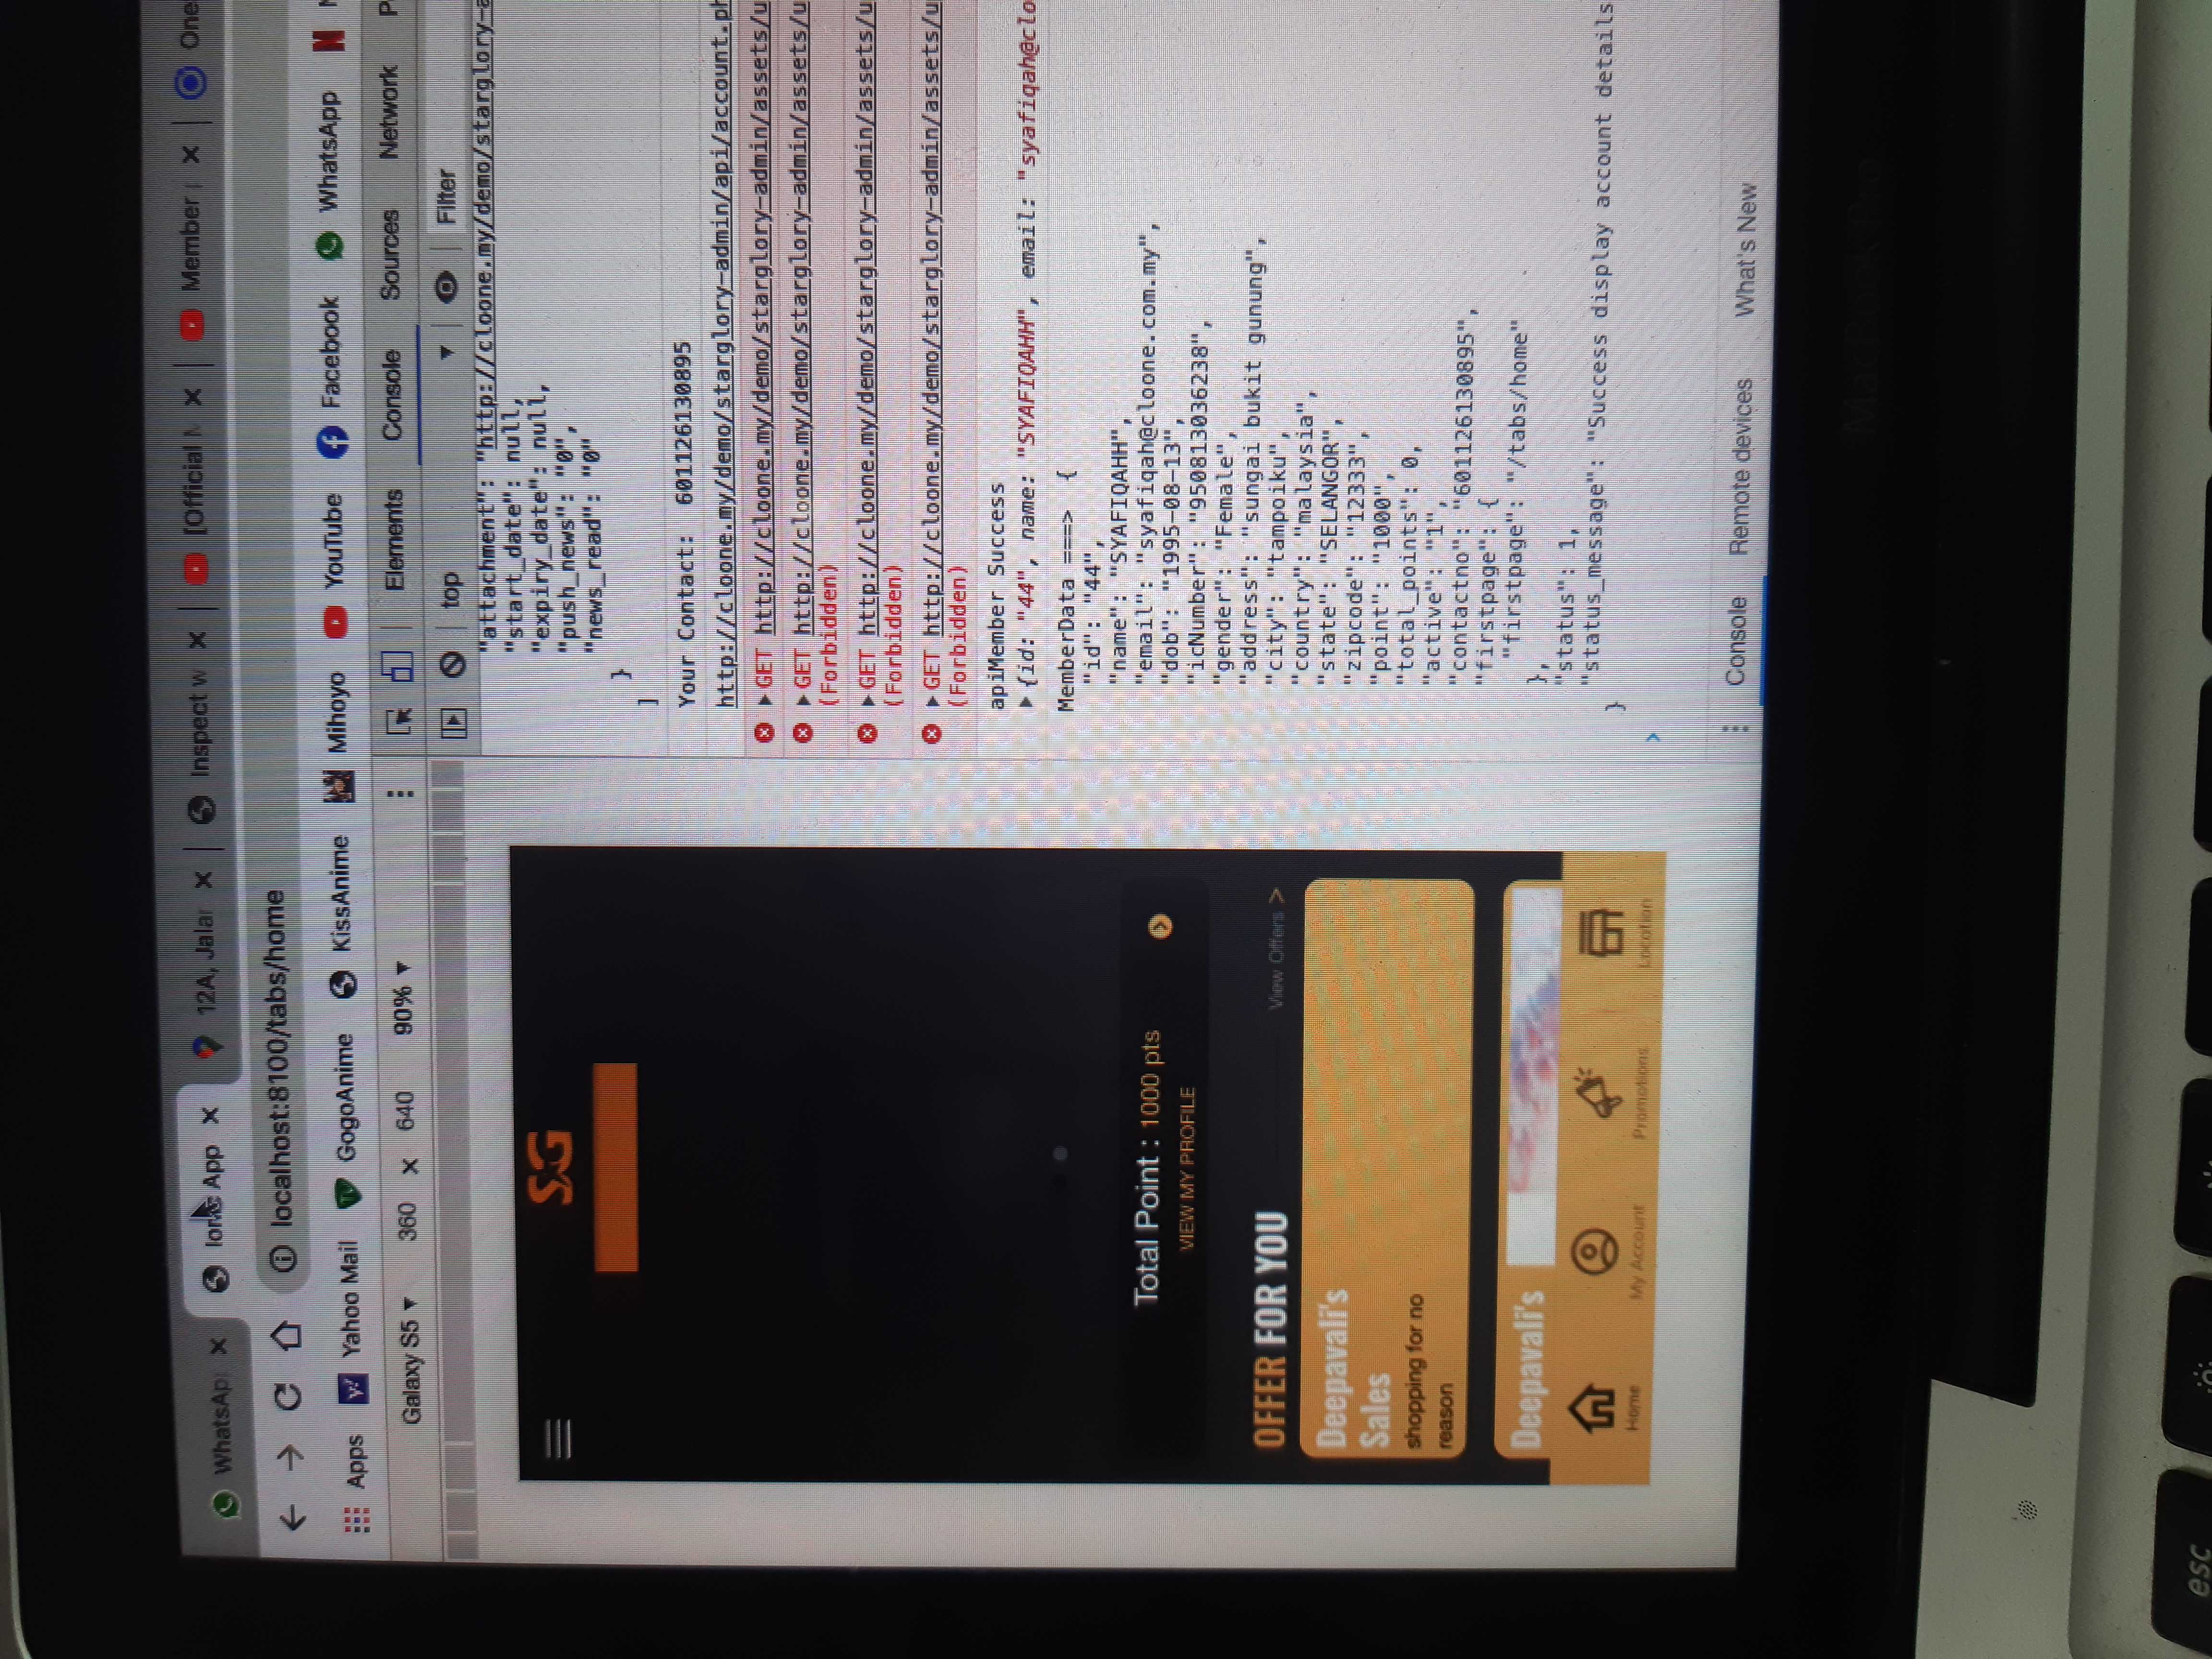 WhatsAp
Ionic App
12A, Jalan
Inspect w
[Official
Member
One
localhost:8100/tabs/home
Apps
Yahoo Mail
GogoAnime
KissAnime
Mihoyo
YouTube
Facebook
WhatsApp
Galaxy S5 ▼ 360 × 640 90% ▼
SG
Total Point : 1000 pts
VIEW MY PROFILE
OFFER FOR YOU
View Offers >
Deepavali's
Sales
shopping for no
reason
Deepavali's
Home
My Account
Promotions
Location
Elements Console Sources Network P
top
Filter
"attachment": "http://cloone.my/demo/starglory-a
"start_date": null,
"expiry_date": null,
"push_news": "0",
"news_read": "0"
}
]
Your Contact: 601126130895
http://cloone.my/demo/starglory-admin/api/account.ph
GET http://cloone.my/demo/starglory-admin/assets/u
GET http://cloone.my/demo/starglory-admin/assets/u
(Forbidden)
GET http://cloone.my/demo/starglory-admin/assets/u
(Forbidden)
GET http://cloone.my/demo/starglory-admin/assets/u
(Forbidden)
apiMember Success
{id: "44", name: "SYAFIQAHH", email: "syafiqah@clo
MemberData ===> {
"id": "44",
"name": "SYAFIQAHH",
"email": "syafiqah@cloone.com.my",
"dob": "1995-08-13",
"icNumber": "950813036238",
"gender": "Female",
"address": "sungai bukit gunung",
"city": "tampoiku",
"country": "malaysia",
"state": "SELANGOR",
"zipcode": "12333",
"point": "1000",
"total_points": 0,
"active": "1",
"contactno": "601126130895",
"firstpage": {
"firstpage": "/tabs/home"
},
"status": 1,
"status_message": "Success display account details
}
Console Remote devices What's New
esc